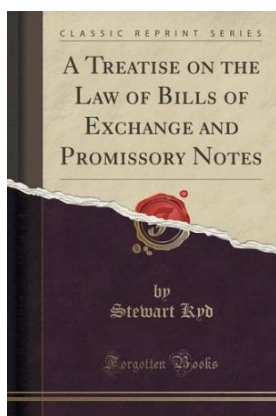 CLASSIC REPRINT SERIES
A TREATISE ON THE
LAW OF BILLS OF
EXCHANGE AND
PROMISSORY NOTES
by
Stewart Kyd
Forgotten Books